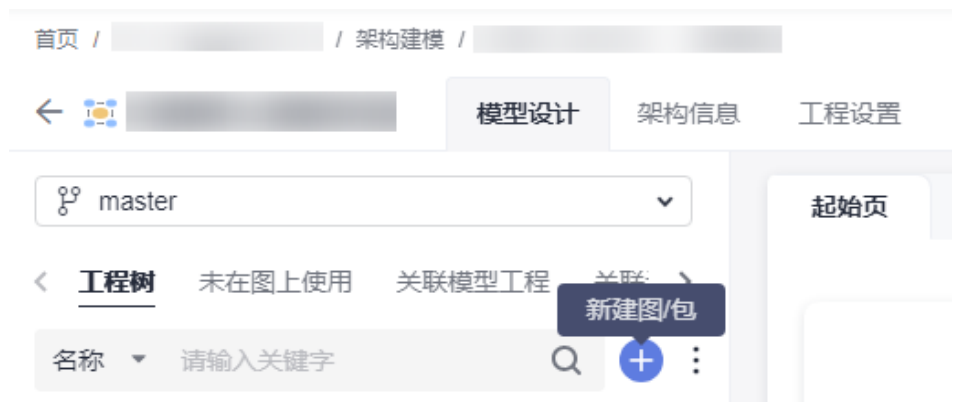 首页 / / 架构建模 /
模型设计 架构信息 工程设置
master
起始页
工程树 未在图上使用 关联模型工程 关联
新建图/包
名称 请输入关键字